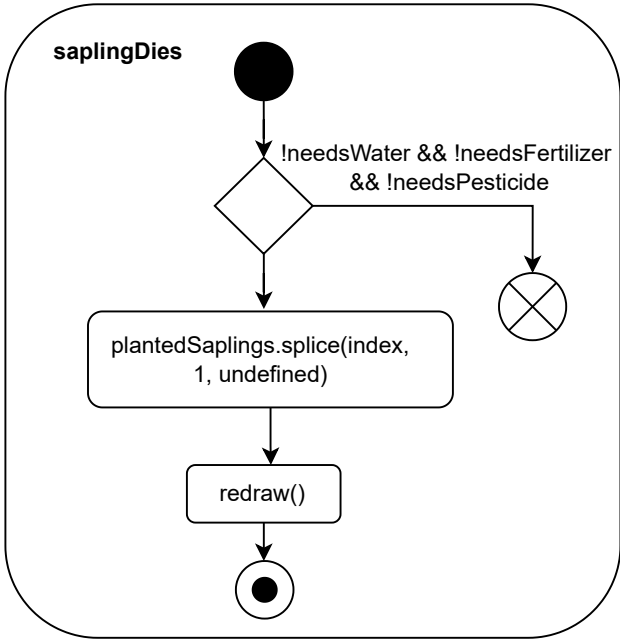 saplingDies
!needsWater && !needsFertilizer
&& !needsPesticide
plantedSaplings.splice(index,
1, undefined)
redraw()